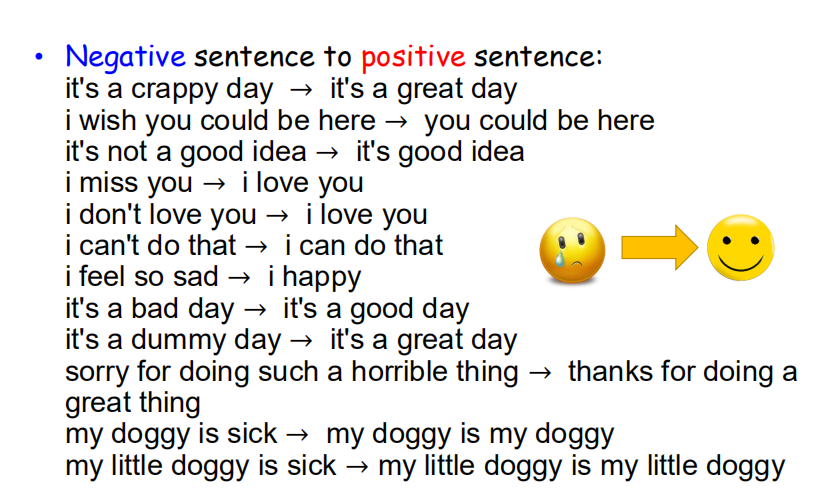 • Negative sentence to positive sentence:
it's a crappy day → it's a great day
i wish you could be here → you could be here
it's not a good idea → it's good idea
i miss you → i love you
i don't love you → i love you
i can't do that → i can do that
i feel so sad → i happy
it's a bad day → it's a good day
it's a dummy day → it's a great day
sorry for doing such a horrible thing → thanks for doing a
great thing
my doggy is sick → my doggy is my doggy
my little doggy is sick → my little doggy is my little doggy